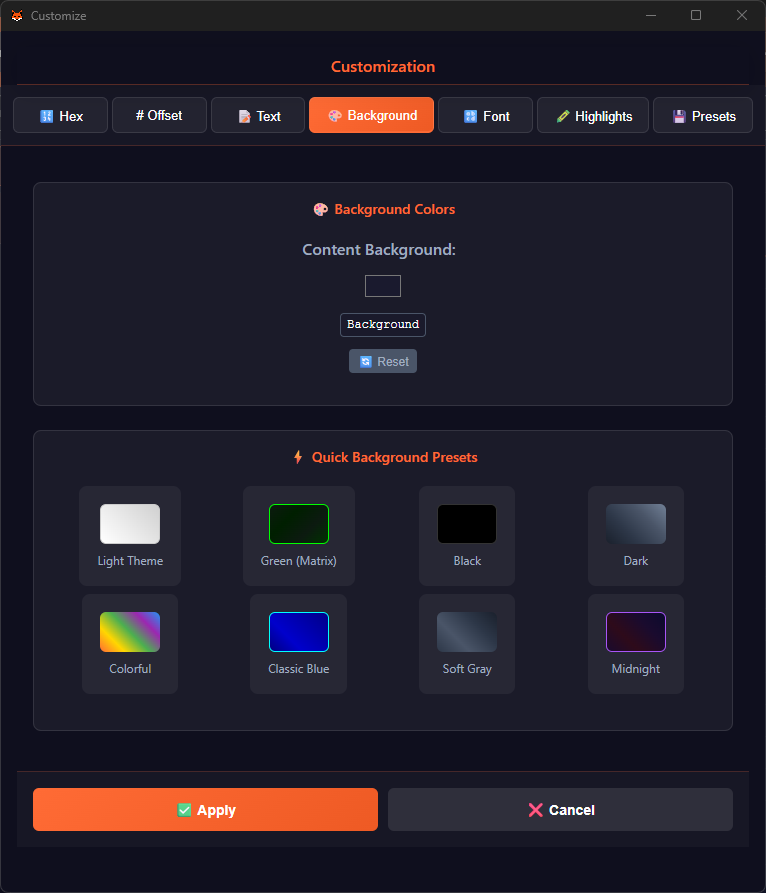 Customize
Customization
Hex
# Offset
Text
Background
Font
Highlights
Presets
Background Colors
Content Background:
Background
Reset
Quick Background Presets
Light Theme
Green (Matrix)
Black
Dark
Colorful
Classic Blue
Soft Gray
Midnight
Apply
Cancel